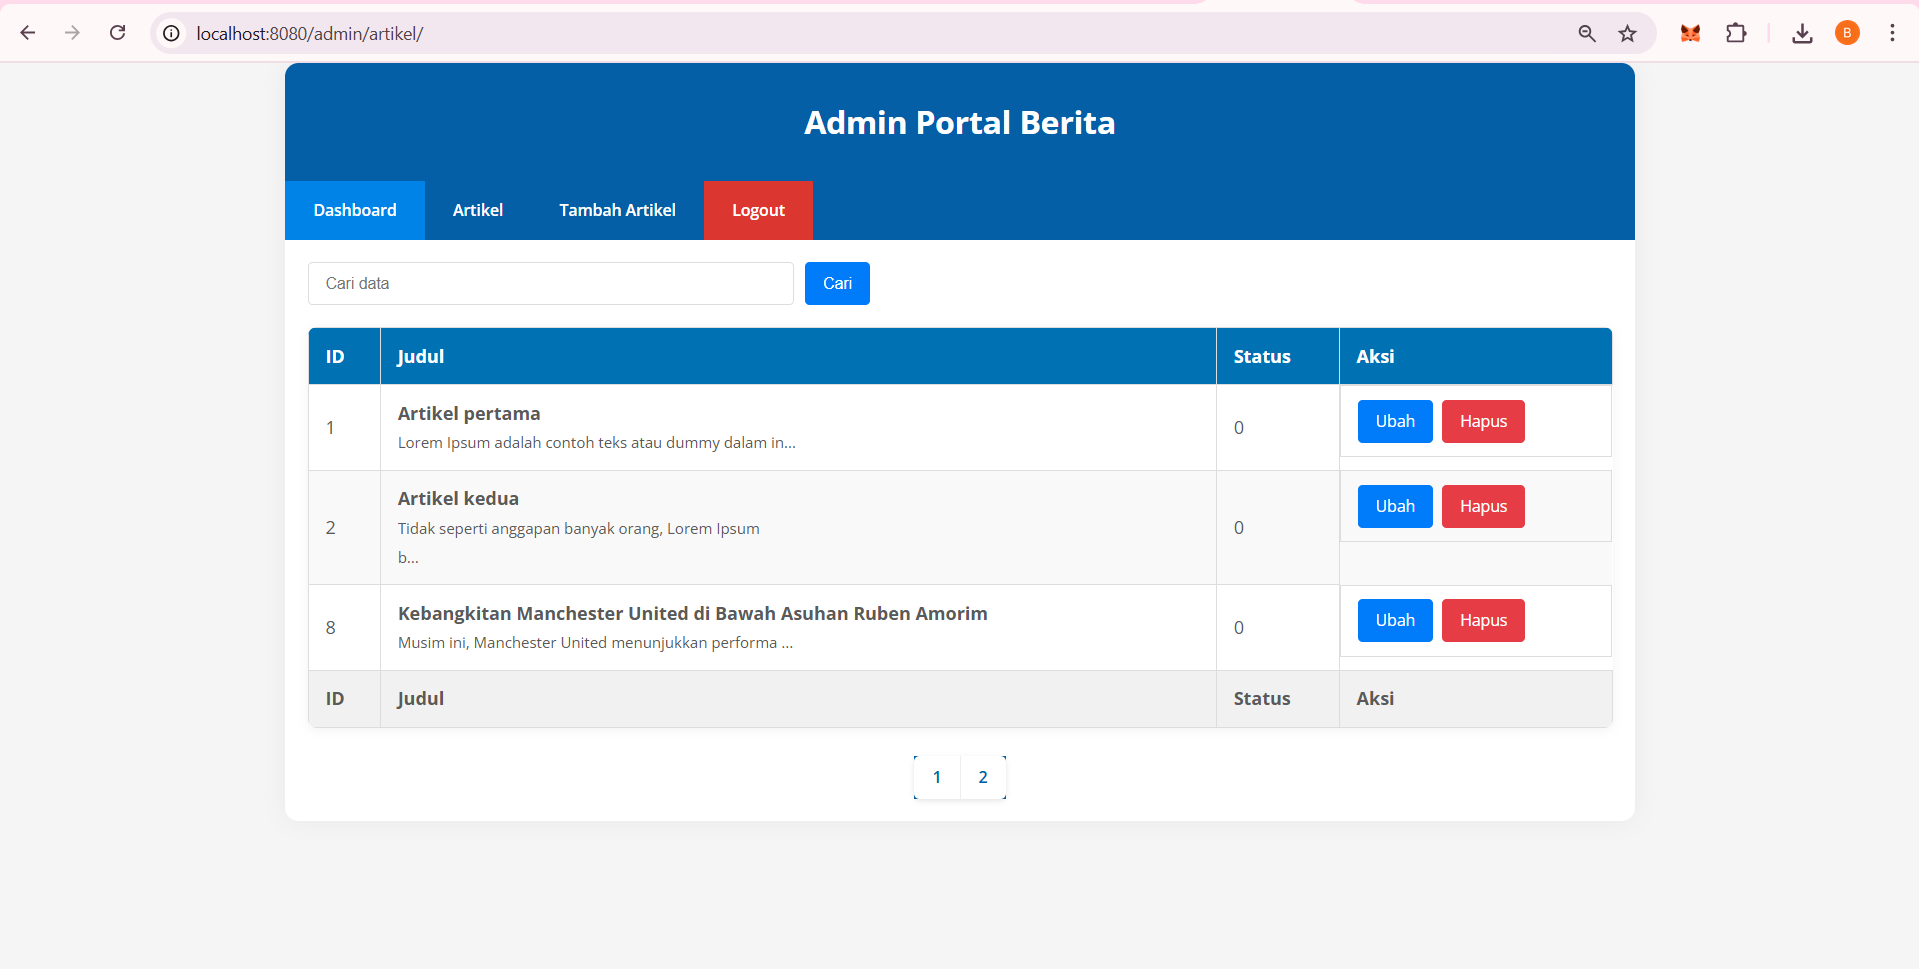 localhost:8080/admin/artikel/
B
Admin Portal Berita
Dashboard Artikel Tambah Artikel Logout
Cari data Cari
ID Judul Status Aksi
1 Artikel pertama 0 Ubah Hapus
Lorem Ipsum adalah contoh teks atau dummy dalam in...
2 Artikel kedua 0 Ubah Hapus
Tidak seperti anggapan banyak orang, Lorem Ipsum
b...
8 Kebangkitan Manchester United di Bawah Asuhan Ruben Amorim 0 Ubah Hapus
Musim ini, Manchester United menunjukkan performa ...
ID Judul Status Aksi
1 2